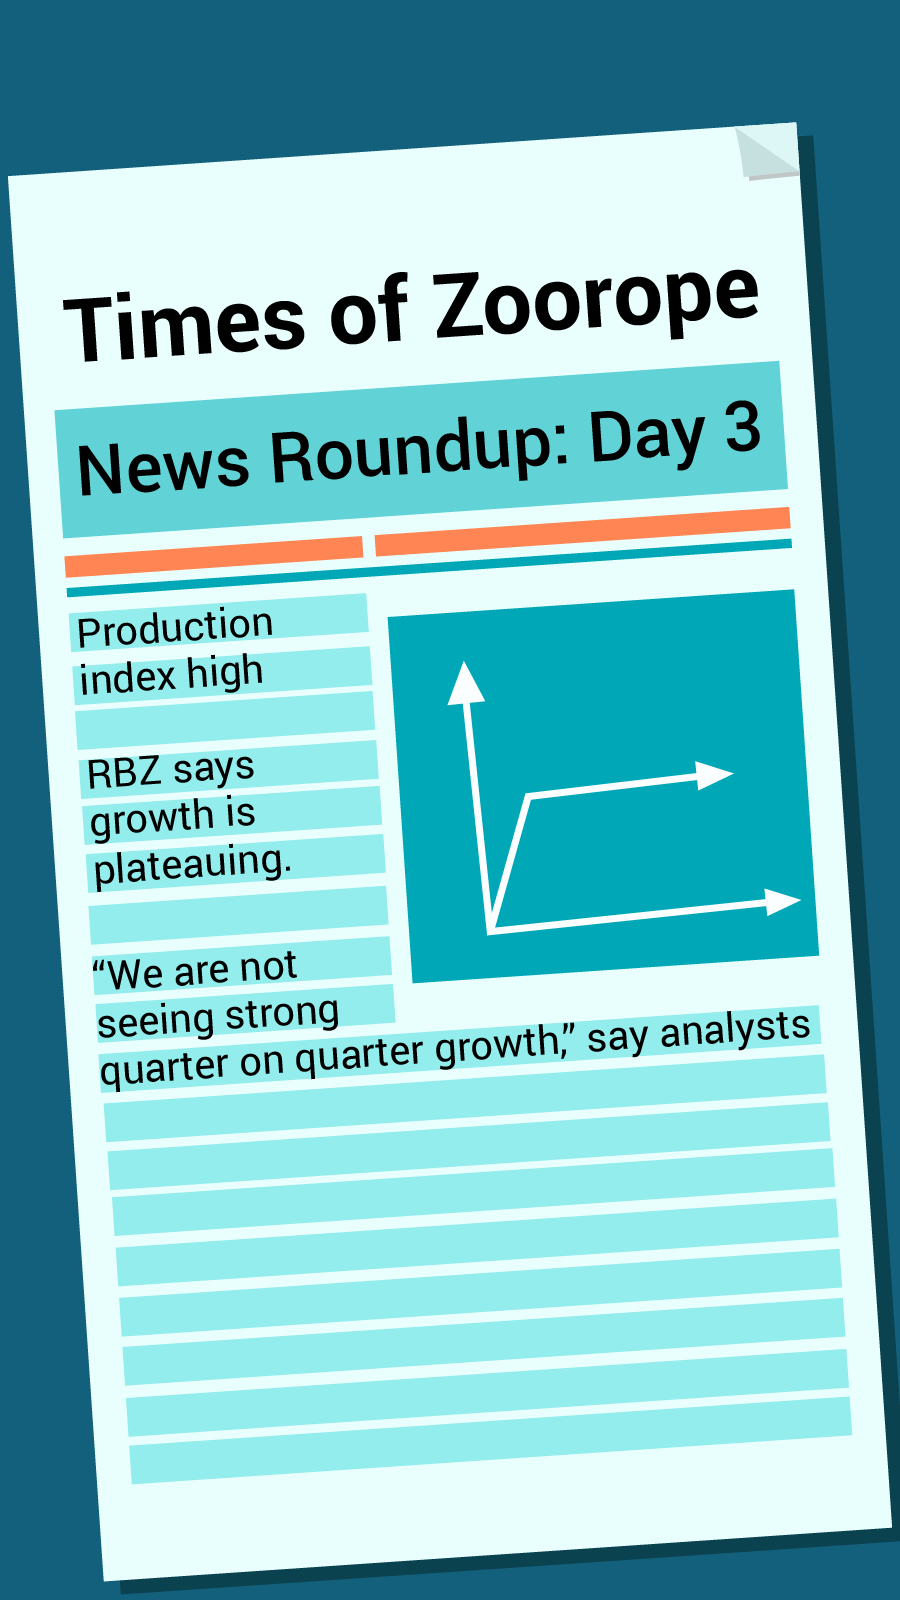 Times of Zoorope
News Roundup: Day 3
Production
index high
RBZ says
growth is
plateauing.
“We are not
seeing strong
quarter on quarter growth,” say analysts